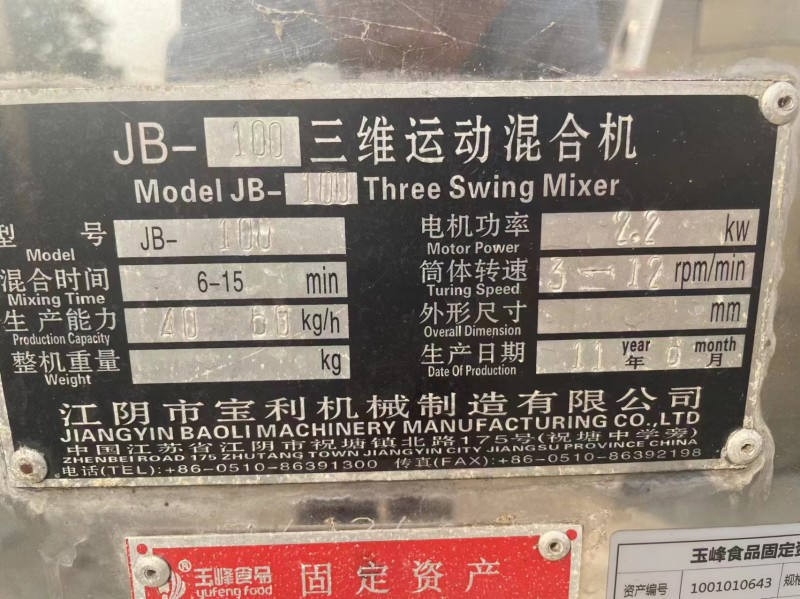 JB-100 三维运动混合机
Model JB-100 Three Swing Mixer
型 号 JB- 100
Model
混合时间 6-15 min
Mixing Time
生产能力 40 60 kg/h
Production Capacity
整机重量 kg
Weight
电机功率 2.2 kw
Motor Power
筒体转速 3-12 rpm/min
Turing Speed
外形尺寸 mm
Overall Dimension
生产日期 11 year 年 6 month 月
Date Of Production
江阴市宝利机械制造有限公司
JIANGYIN BAOLI MACHINERY MANUFACTURING CO.,LTD
中国江苏省江阴市祝塘镇北路175号(祝塘中学旁)
ZHENBEIROAD 175 ZHUTANG TOWN JIANGYIN CITY JIANGSU PROVINCE CHINA
电话(TEL):+86-0510-86391300 传真(FAX):+86-0510-86392198
玉峰食品 固定资产
yufeng food
玉峰食品固定资
资产编号 1001010643 规格